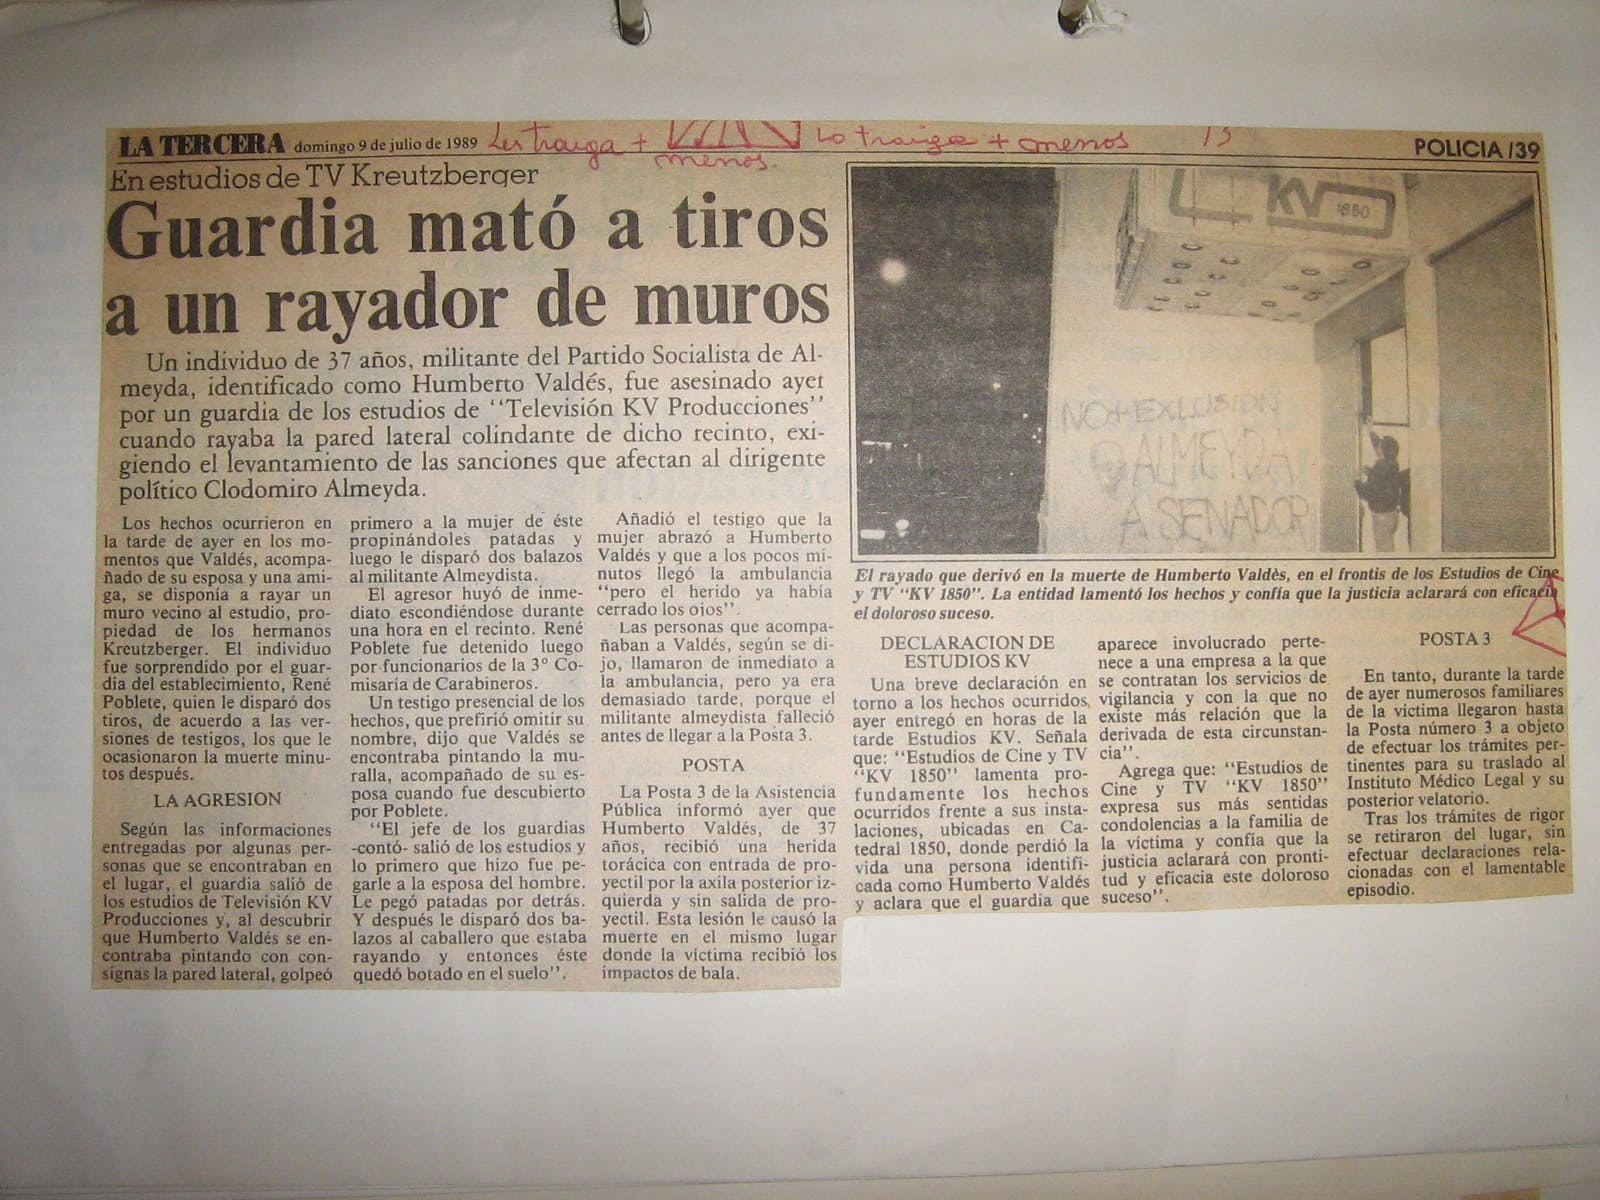 LA TERCERA domingo 9 de julio de 1989
Les traiga + menos.
Lo traiga + menos
13
POLICIA /39
En estudios de TV Kreutzberger
Guardia mató a tiros
a un rayador de muros
Un individuo de 37 años, militante del Partido Socialista de Al-
meyda, identificado como Humberto Valdés, fue asesinado ayer
por un guardia de los estudios de "Televisión KV Producciones"
cuando rayaba la pared lateral colindante de dicho recinto, exi-
giendo el levantamiento de las sanciones que afectan al dirigente
político Clodomiro Almeyda.
Los hechos ocurrieron en
la tarde de ayer en los mo-
mentos que Valdés, acompa-
ñado de su esposa y una ami-
ga, se disponía a rayar un
muro vecino al estudio, pro-
piedad de los hermanos
Kreutzberger. El individuo
fue sorprendido por el guar-
dia del establecimiento, René
Poblete, quien le disparó dos
tiros, de acuerdo a las ver-
siones de testigos, los que le
ocasionaron la muerte minu-
tos después.
LA AGRESION
Según las informaciones
entregadas por algunas per-
sonas que se encontraban en
el lugar, el guardia salió de
los estudios de Televisión KV
Producciones y, al descubrir
que Humberto Valdés se en-
contraba pintando con con-
signas la pared lateral, golpeó
primero a la mujer de éste
propinándoles patadas y
luego le disparó dos balazos
al militante Almeydista.
El agresor huyó de inme-
diato escondiéndose durante
una hora en el recinto. René
Poblete fue detenido luego
por funcionarios de la 3° Co-
misaría de Carabineros.
Un testigo presencial de los
hechos, que prefirió omitir su
nombre, dijo que Valdés se
encontraba pintando la mu-
ralla, acompañado de su es-
posa cuando fue descubierto
por Poblete.
"El jefe de los guardias
-contó- salió de los estudios y
lo primero que hizo fue pe-
garle a la esposa del hombre.
Le pegó patadas por detrás.
Y después le disparó dos ba-
lazos al caballero que estaba
rayando y entonces éste
quedó botado en el suelo".
Añadió el testigo que la
mujer abrazó a Humberto
Valdés y que a los pocos mi-
nutos llegó la ambulancia
"pero el herido ya había
cerrado los ojos".
Las personas que acompa-
ñaban a Valdés, según se di-
jo, llamaron de inmediato a
la ambulancia, pero ya era
demasiado tarde, porque el
militante almeydista falleció
antes de llegar a la Posta 3.
POSTA
La Posta 3 de la Asistencia
Pública informó ayer que
Humberto Valdés, de 37
años, recibió una herida
torácica con entrada de pro-
yectil por la axila posterior iz-
quierda y sin salida de pro-
yectil. Esta lesión le causó la
muerte en el mismo lugar
donde la víctima recibió los
impactos de bala.
KV 1850
NO + EXLUSION
ALMEYDA
A SENADOR
El rayado que derivó en la muerte de Humberto Valdès, en el frontis de los Estudios de Cine
y TV "KV 1850". La entidad lamentó los hechos y confía que la justicia aclarará con eficacia
el doloroso suceso.
DECLARACION DE
ESTUDIOS KV
Una breve declaración en
torno a los hechos ocurridos,
ayer entregó en horas de la
tarde Estudios KV. Señala
que: "Estudios de Cine y TV
"KV 1850" lamenta pro-
fundamente los hechos
ocurridos frente a sus insta-
laciones, ubicadas en Ca-
tedral 1850, donde perdió la
vida una persona identifi-
cada como Humberto Valdés
y aclara que el guardia que
aparece involucrado perte-
nece a una empresa a la que
se contratan los servicios de
vigilancia y con la que no
existe más relación que la
derivada de esta circunstan-
cia".
Agrega que: "Estudios de
Cine y TV "KV 1850"
expresa sus más sentidas
condolencias a la familia de
la víctima y confía que la
justicia aclarará con pronti-
tud y eficacia este doloroso
suceso".
POSTA 3
En tanto, durante la tarde
de ayer numerosos familiares
de la víctima llegaron hasta
la Posta número 3 a objeto
de efectuar los trámites per-
tinentes para su traslado al
Instituto Médico Legal y su
posterior velatorio.
Tras los trámites de rigor
se retiraron del lugar, sin
efectuar declaraciones rela-
cionadas con el lamentable
episodio.